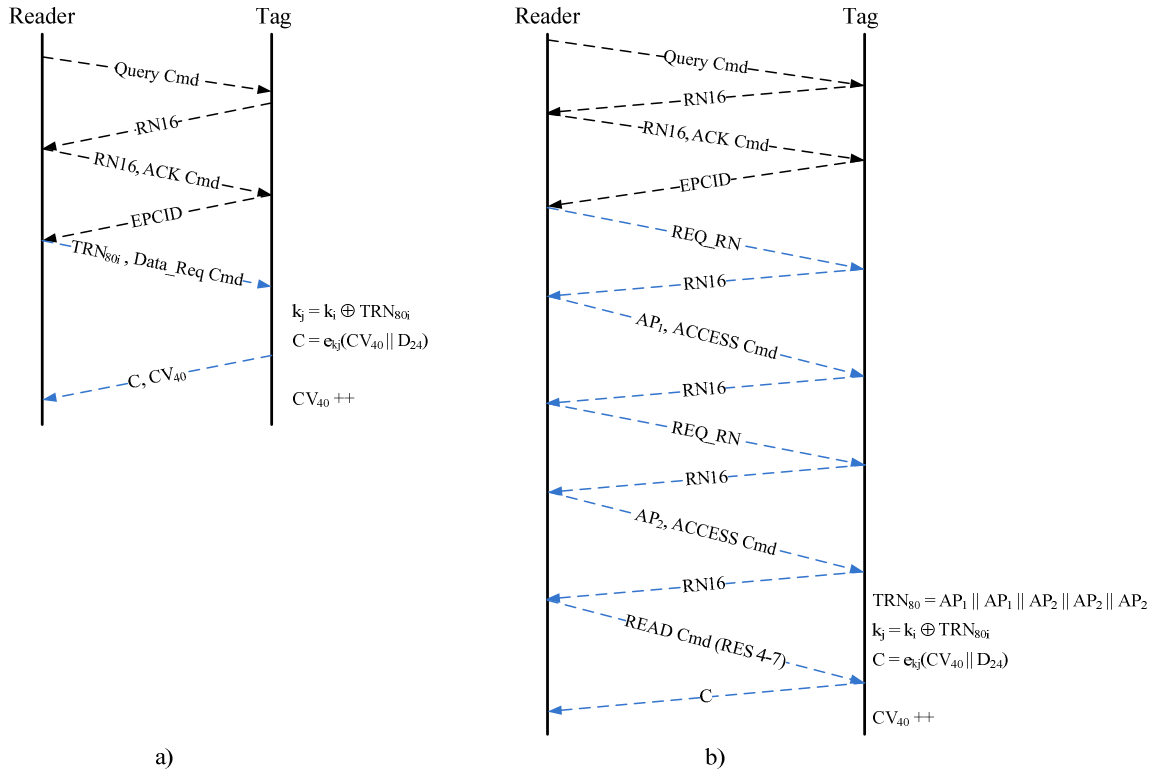 Reader
Tag
Query Cmd
RN16
RN16, ACK Cmd
EPCID
TRN80i , Data_Req Cmd
kj = ki ⊕ TRN80i
C = ekj(CV40 || D24)
C, CV40
CV40 ++
a)
Reader
Tag
Query Cmd
RN16
RN16, ACK Cmd
EPCID
REQ_RN
RN16
AP1, ACCESS Cmd
RN16
REQ_RN
RN16
AP2, ACCESS Cmd
RN16
TRN80 = AP1 || AP1 || AP2 || AP2 || AP2
READ Cmd (RES 4-7)
kj = ki ⊕ TRN80i
C = ekj(CV40 || D24)
C
CV40 ++
b)